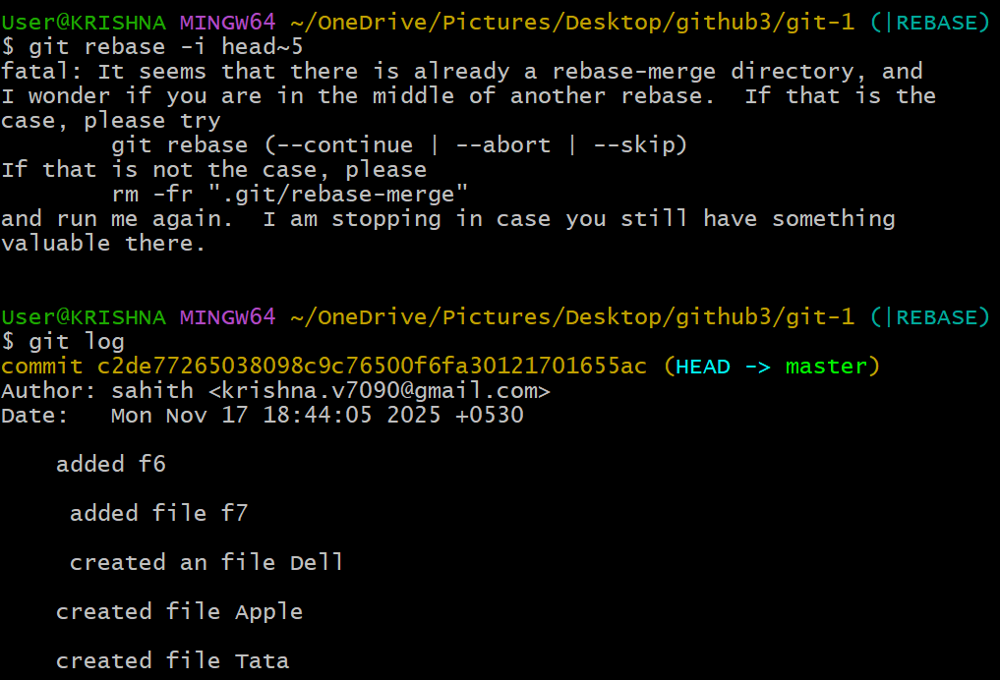 User@KRISHNA MINGW64 ~/OneDrive/Pictures/Desktop/github3/git-1 (|REBASE)
$ git rebase -i head~5
fatal: It seems that there is already a rebase-merge directory, and
I wonder if you are in the middle of another rebase.  If that is the
case, please try
        git rebase (--continue | --abort | --skip)
If that is not the case, please
        rm -fr ".git/rebase-merge"
and run me again.  I am stopping in case you still have something
valuable there.
User@KRISHNA MINGW64 ~/OneDrive/Pictures/Desktop/github3/git-1 (|REBASE)
$ git log
commit c2de77265038098c9c76500f6fa30121701655ac (HEAD -> master)
Author: sahith <krishna.v7090@gmail.com>
Date:   Mon Nov 17 18:44:05 2025 +0530
    added f6
     added file f7
     created an file Dell
    created file Apple
    created file Tata